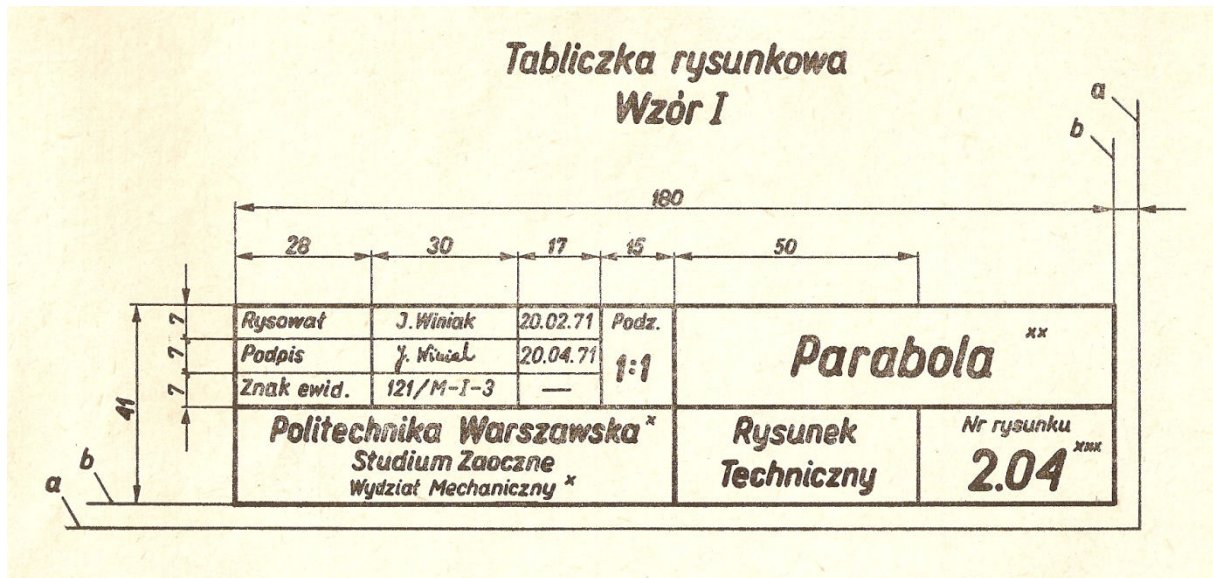 Tabliczka rysunkowa
Wzór I
a
b
180
28 30 17 15 50
7
7
7
41
Rysował J. Winiak 20.02.71 Podz.
Podpis J. Winiak 20.04.71 1:1
Znak ewid. 121/M-I-3 —
Parabola xx
Politechnika Warszawska x
Studium Zaoczne
Wydział Mechaniczny x
Rysunek
Techniczny
Nr rysunku
2.04 xxx
b
a